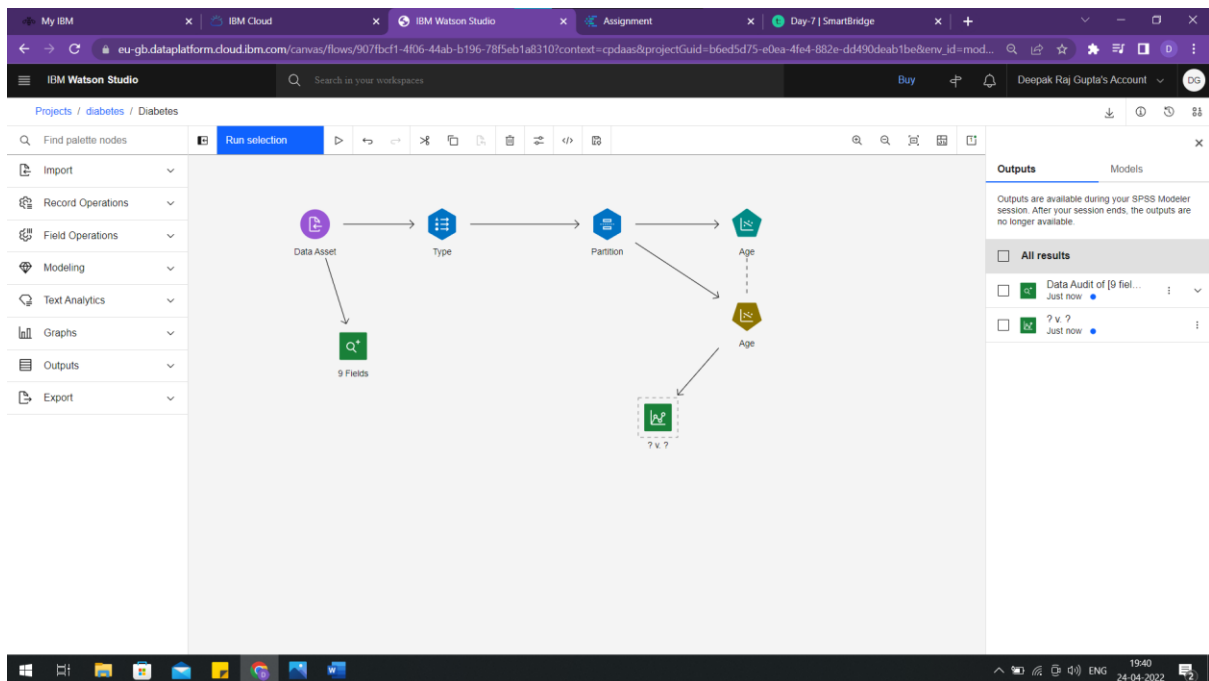 My IBM
IBM Cloud
IBM Watson Studio
Assignment
Day-7 | SmartBridge
eu-gb.dataplatform.cloud.ibm.com/canvas/flows/907fbcf1-4f06-44ab-b196-78f5eb1a8310?context=cpdaas&projectGuid=b6ed5d75-e0ea-4fe4-882e-dd490deab1be&env_id=mod...
D
IBM Watson Studio
Search in your workspaces
Buy
Deepak Raj Gupta's Account
DG
Projects / diabetes / Diabetes
Find palette nodes
Run selection
Import
Record Operations
Field Operations
Modeling
Text Analytics
Graphs
Outputs
Export
Data Asset
Type
Partition
Age
Age
9 Fields
? v. ?
Outputs
Models
Outputs are available during your SPSS Modeler
session. After your session ends, the outputs are
no longer available.
All results
Data Audit of [9 fiel...
Just now
? v. ?
Just now
ENG
19:40
24-04-2022
2